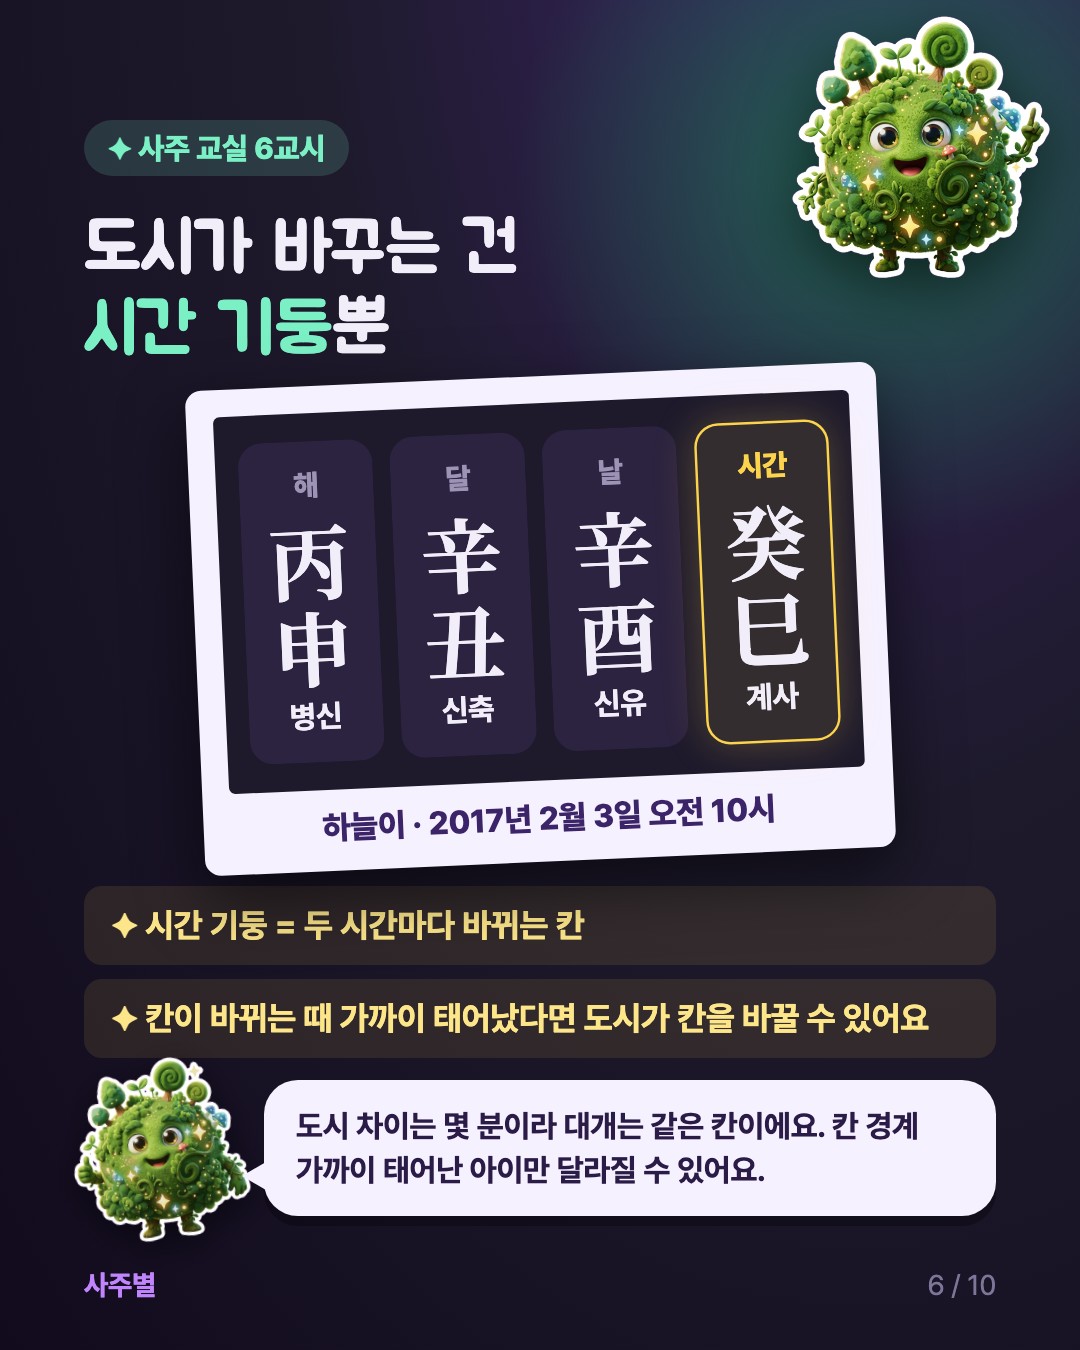 ✦ 사주 교실 6교시
도시가 바꾸는 건
시간 기둥뿐
해 달 날 시간
丙 辛 辛 癸
申 丑 酉 巳
병신 신축 신유 계사
하늘이 · 2017년 2월 3일 오전 10시
✦ 시간 기둥 = 두 시간마다 바뀌는 칸
✦ 칸이 바뀌는 때 가까이 태어났다면 도시가 칸을 바꿀 수 있어요
도시 차이는 몇 분이라 대개는 같은 칸이에요. 칸 경계
가까이 태어난 아이만 달라질 수 있어요.
사주별
6 / 10